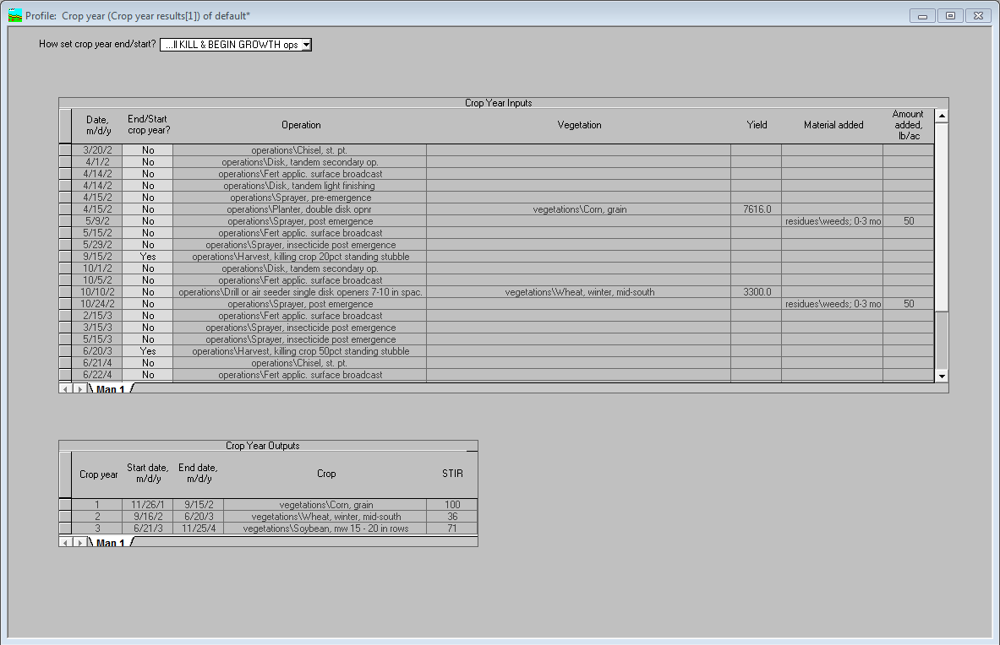 Profile: Crop year (Crop year results[1]) of default*
How set crop year end/start? ...ll KILL & BEGIN GROWTH ops
Crop Year Inputs
Date, m/d/y End/Start crop year? Operation Vegetation Yield Material added Amount added, lb/ac
3/20/2 No operations\Chisel, st. pt.
4/1/2 No operations\Disk, tandem secondary op.
4/14/2 No operations\Fert applic. surface broadcast
4/14/2 No operations\Disk, tandem light finishing
4/15/2 No operations\Sprayer, pre-emergence
4/15/2 No operations\Planter, double disk opnr vegetations\Corn, grain 7616.0
5/9/2 No operations\Sprayer, post emergence residues\weeds; 0-3 mo 50
5/15/2 No operations\Fert applic. surface broadcast
5/29/2 No operations\Sprayer, insecticide post emergence
9/15/2 Yes operations\Harvest, killing crop 20pct standing stubble
10/1/2 No operations\Disk, tandem secondary op.
10/5/2 No operations\Fert applic. surface broadcast
10/10/2 No operations\Drill or air seeder single disk openers 7-10 in spac. vegetations\Wheat, winter, mid-south 3300.0
10/24/2 No operations\Sprayer, post emergence residues\weeds; 0-3 mo 50
2/15/3 No operations\Fert applic. surface broadcast
3/15/3 No operations\Sprayer, insecticide post emergence
5/15/3 No operations\Sprayer, insecticide post emergence
6/20/3 Yes operations\Harvest, killing crop 50pct standing stubble
6/21/4 No operations\Chisel, st. pt.
6/22/4 No operations\Fert applic. surface broadcast
Man 1
Crop Year Outputs
Crop year Start date, m/d/y End date, m/d/y Crop STIR
1 11/26/1 9/15/2 vegetations\Corn, grain 100
2 9/16/2 6/20/3 vegetations\Wheat, winter, mid-south 36
3 6/21/3 11/25/4 vegetations\Soybean, mw 15 - 20 in rows 71
Man 1